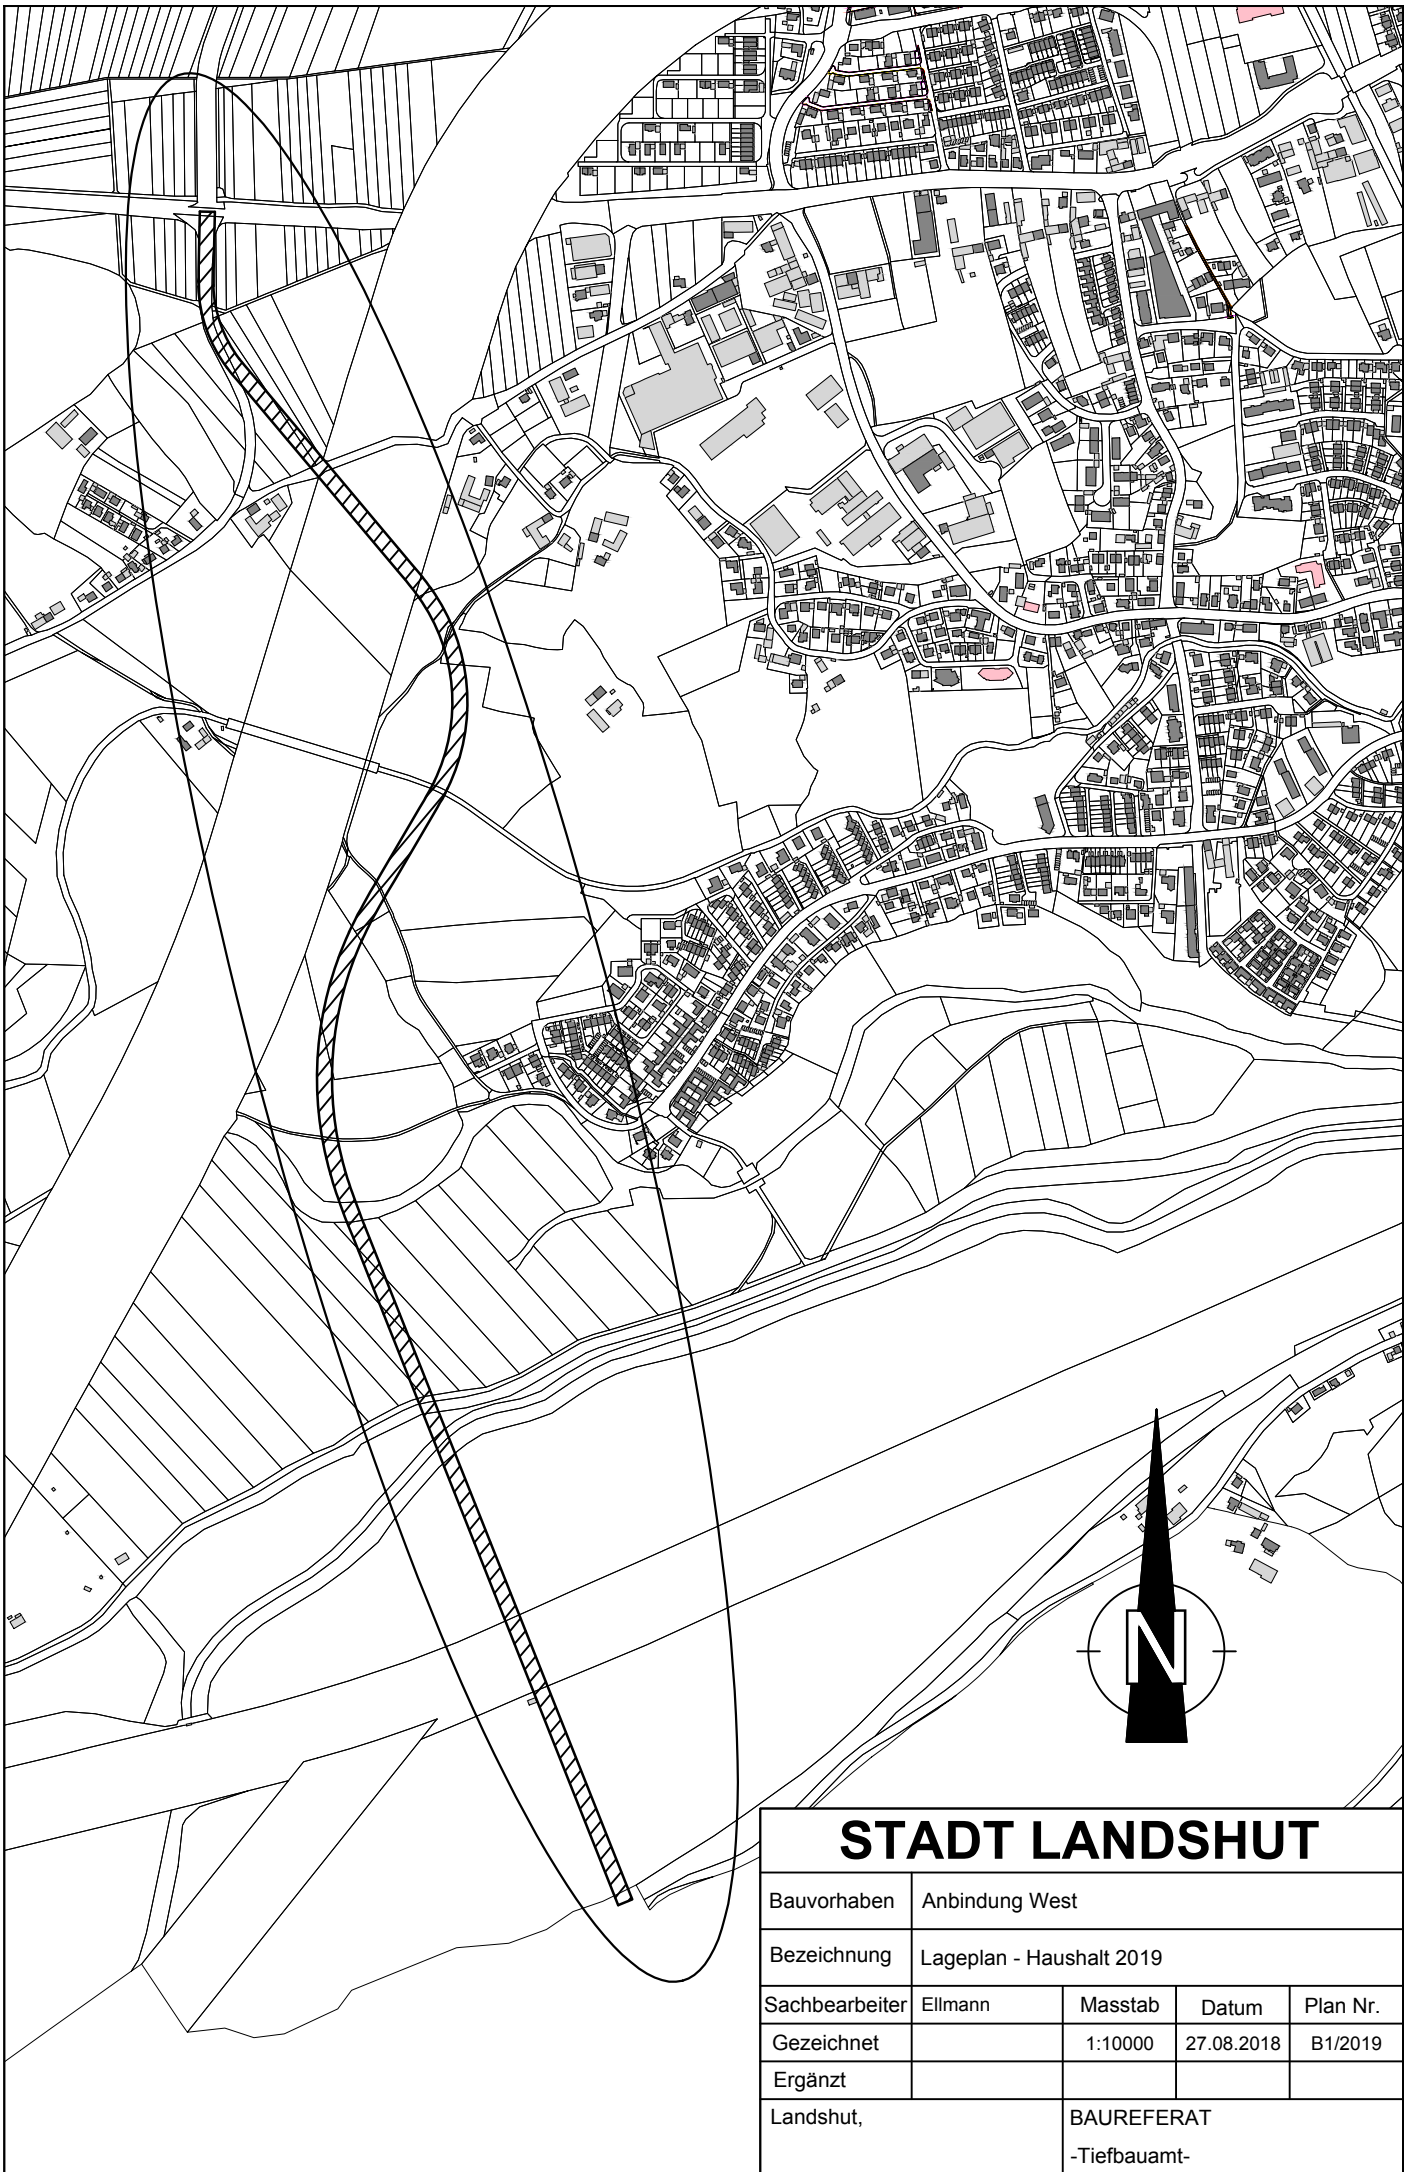 N
STADT LANDSHUT
Bauvorhaben Anbindung West
Bezeichnung Lageplan - Haushalt 2019
Sachbearbeiter Ellmann Masstab Datum Plan Nr.
Gezeichnet 1:10000 27.08.2018 B1/2019
Ergänzt
Landshut, BAUREFERAT
-Tiefbauamt-